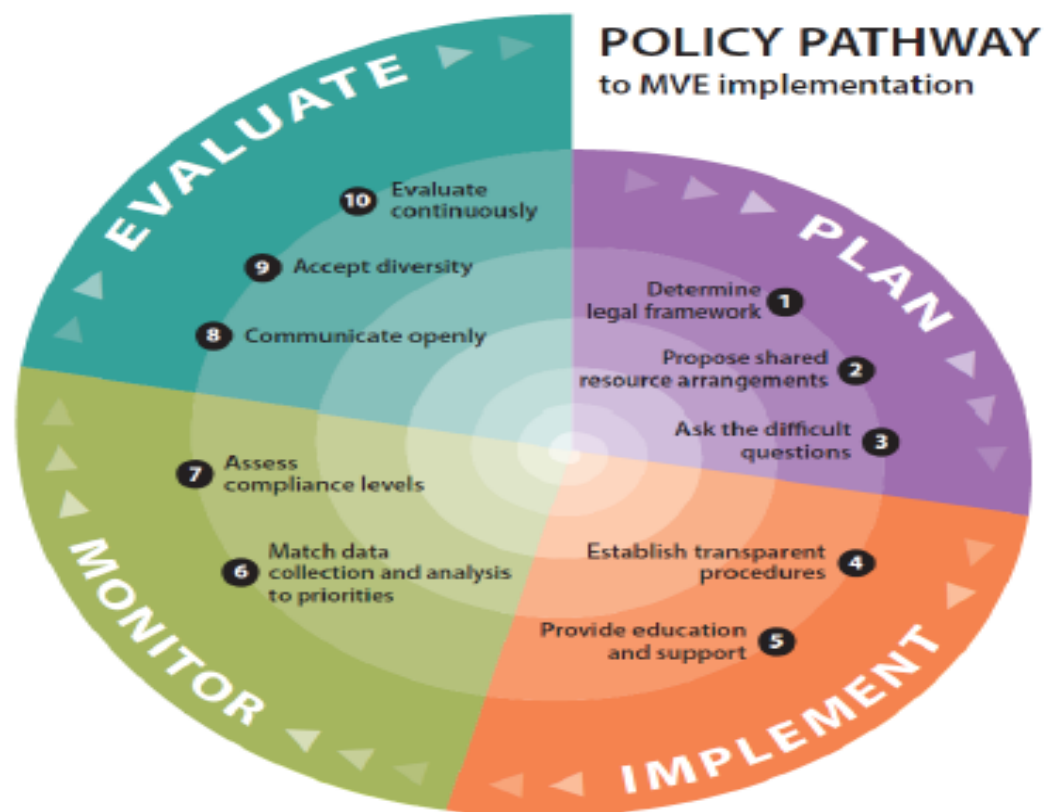 POLICY PATHWAY
to MVE implementation
PLAN
1 Determine
legal framework
2 Propose shared
resource arrangements
3 Ask the difficult
questions
IMPLEMENT
4 Establish transparent
procedures
5 Provide education
and support
MONITOR
6 Match data
collection and analysis
to priorities
7 Assess
compliance levels
EVALUATE
8 Communicate openly
9 Accept diversity
10 Evaluate
continuously